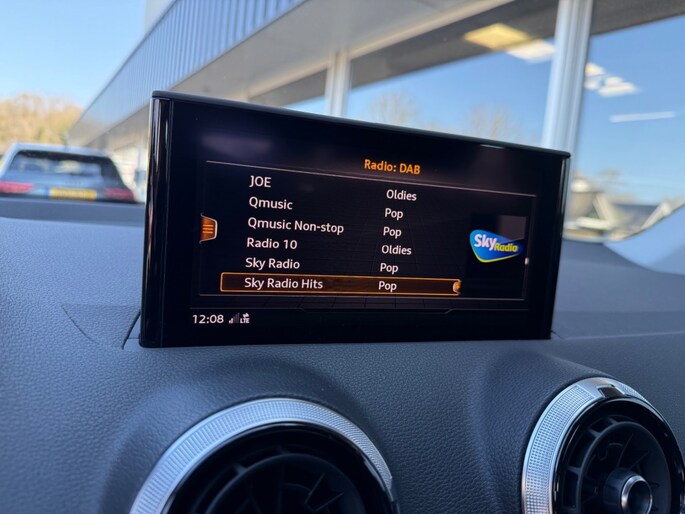 Radio: DAB
JOE Oldies
Qmusic Pop
Qmusic Non-stop Pop
Radio 10 Oldies
Sky Radio Pop
Sky Radio Hits Pop
Sky Radio
12:08 LTE